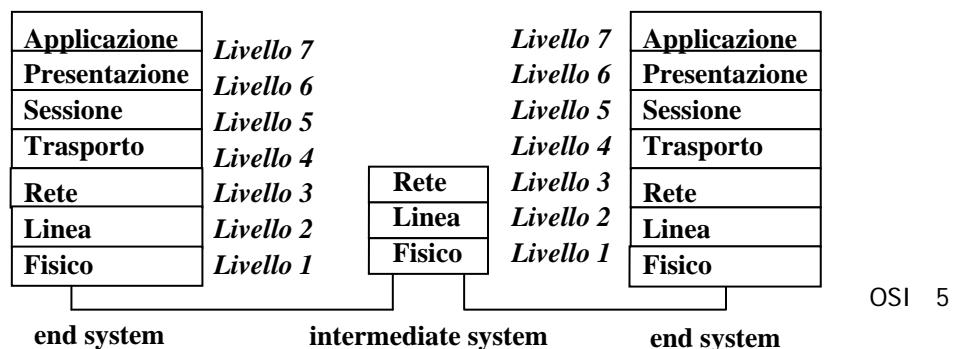 Applicazione
Presentazione
Sessione
Trasporto
Rete
Linea
Fisico
Livello 7
Livello 6
Livello 5
Livello 4
Livello 3
Livello 2
Livello 1
Rete
Linea
Fisico
Livello 7
Livello 6
Livello 5
Livello 4
Livello 3
Livello 2
Livello 1
Applicazione
Presentazione
Sessione
Trasporto
Rete
Linea
Fisico
end system
intermediate system
end system
OSI 5